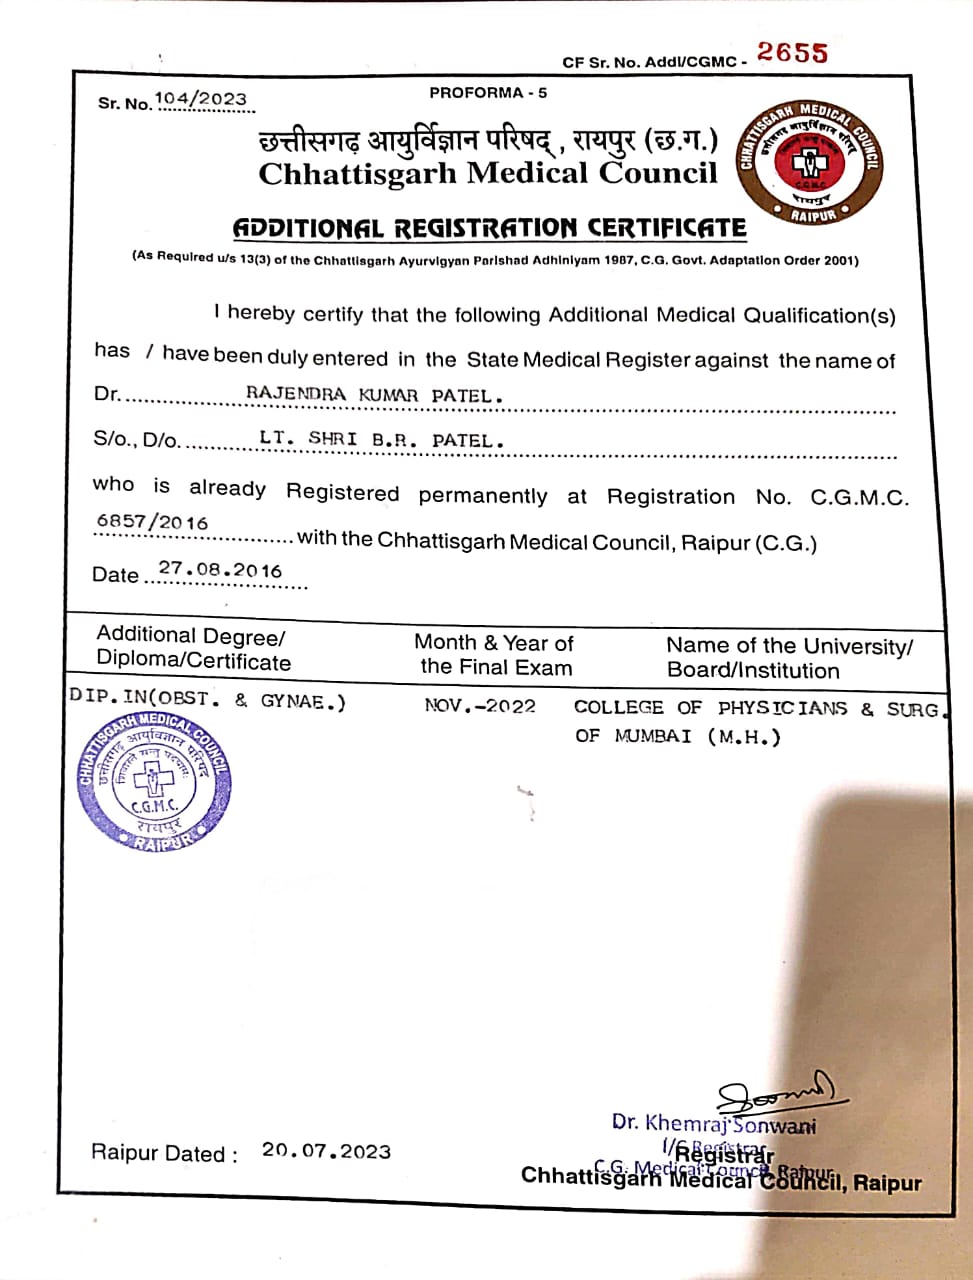 CF Sr. No. Addl/CGMC - 2655
Sr. No. 104/2023
PROFORMA - 5
छत्तीसगढ़ आयुर्विज्ञान परिषद्, रायपुर (छ.ग.)
Chhattisgarh Medical Council
CHHATTISGARH MEDICAL COUNCIL
छत्तीसगढ़ आयुर्विज्ञान परिषद
C.G.M.C.
रायपुर
RAIPUR
ADDITIONAL REGISTRATION CERTIFICATE
(As Required u/s 13(3) of the Chhattisgarh Ayurvigyan Parishad Adhiniyam 1987, C.G. Govt. Adaptation Order 2001)
I hereby certify that the following Additional Medical Qualification(s)
has / have been duly entered in the State Medical Register against the name of
Dr. RAJENDRA KUMAR PATEL.
S/o., D/o. LT. SHRI B.R. PATEL.
who is already Registered permanently at Registration No. C.G.M.C.
6857/2016 with the Chhattisgarh Medical Council, Raipur (C.G.)
Date 27.08.2016
Additional Degree/ Month & Year of Name of the University/
Diploma/Certificate the Final Exam Board/Institution
DIP.IN(OBST. & GYNAE.) NOV.-2022 COLLEGE OF PHYSICIANS & SURG.
OF MUMBAI (M.H.)
CHHATTISGARH MEDICAL COUNCIL
छत्तीसगढ़ आयुर्विज्ञान परिषद
C.G.M.C.
रायपुर
RAIPUR
Dr. Khemraj Sonwani
I/C Registrar
Registrar
C.G. Medical Council Raipur
Chhattisgarh Medical Council, Raipur
Raipur Dated : 20.07.2023